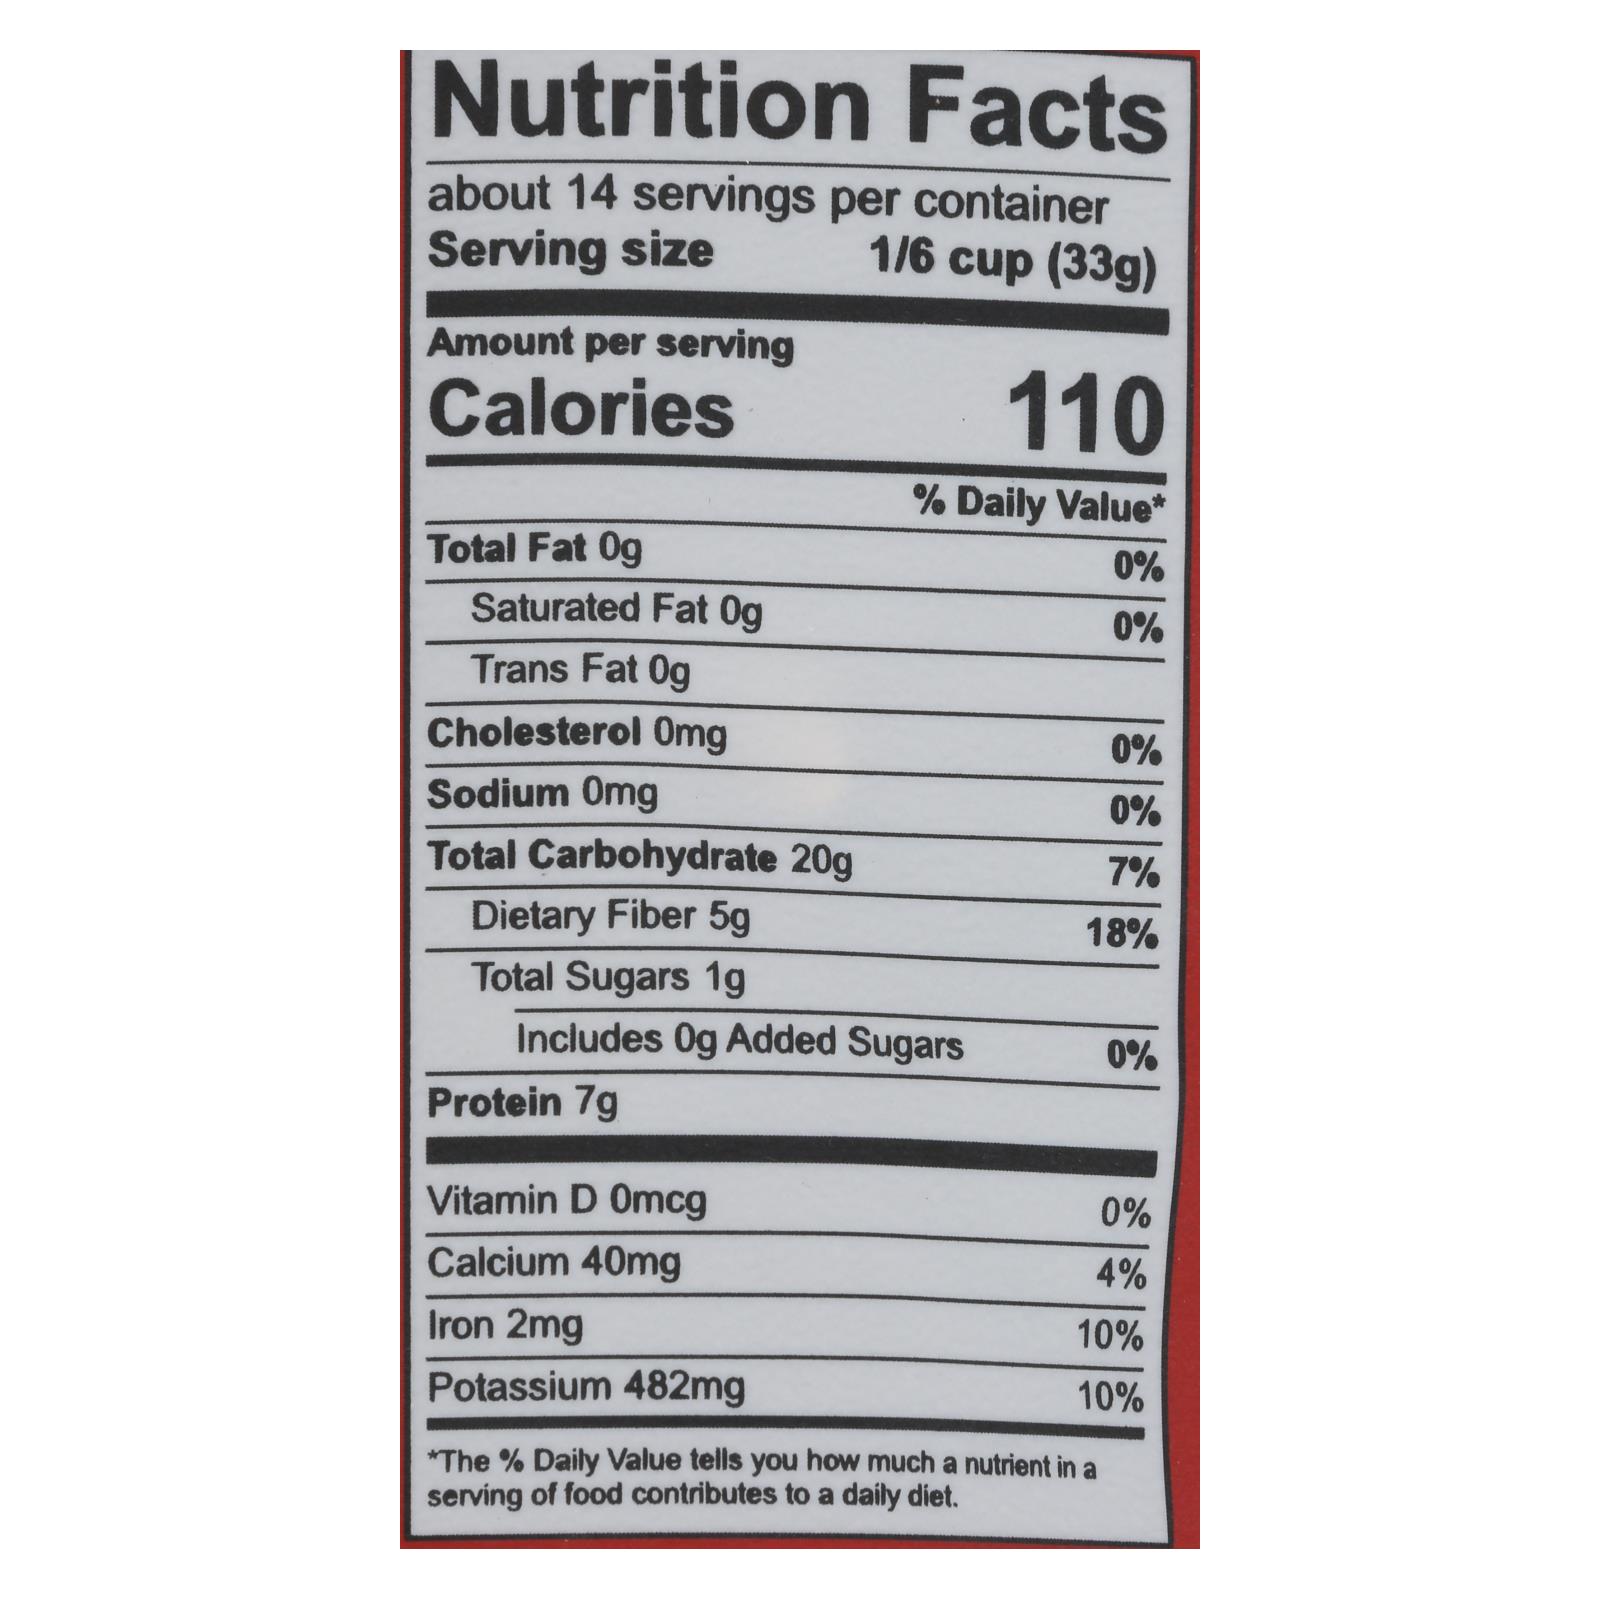 Nutrition Facts
about 14 servings per container
Serving size 1/6 cup (33g)
Amount per serving
Calories 110
% Daily Value*
Total Fat 0g 0%
Saturated Fat 0g 0%
Trans Fat 0g
Cholesterol 0mg 0%
Sodium 0mg 0%
Total Carbohydrate 20g 7%
Dietary Fiber 5g 18%
Total Sugars 1g
Includes 0g Added Sugars 0%
Protein 7g
Vitamin D 0mcg 0%
Calcium 40mg 4%
Iron 2mg 10%
Potassium 482mg 10%
*The % Daily Value tells you how much a nutrient in a
serving of food contributes to a daily diet.